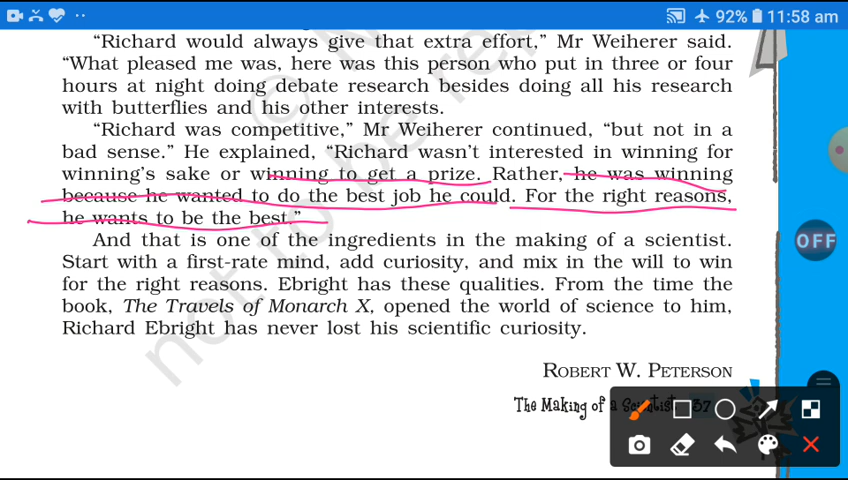 92% 11:58 am
“Richard would always give that extra effort,” Mr Weiherer said.
“What pleased me was, here was this person who put in three or four
hours at night doing debate research besides doing all his research
with butterflies and his other interests.
“Richard was competitive,” Mr Weiherer continued, “but not in a
bad sense.” He explained, “Richard wasn't interested in winning for
winning's sake or winning to get a prize. Rather, he was winning
because he wanted to do the best job he could. For the right reasons,
he wants to be the best.”
And that is one of the ingredients in the making of a scientist.
Start with a first-rate mind, add curiosity, and mix in the will to win
for the right reasons. Ebright has these qualities. From the time the
book, The Travels of Monarch X, opened the world of science to him,
Richard Ebright has never lost his scientific curiosity.
ROBERT W. PETERSON
The Making of a Scientist 37
OFF
not to be re